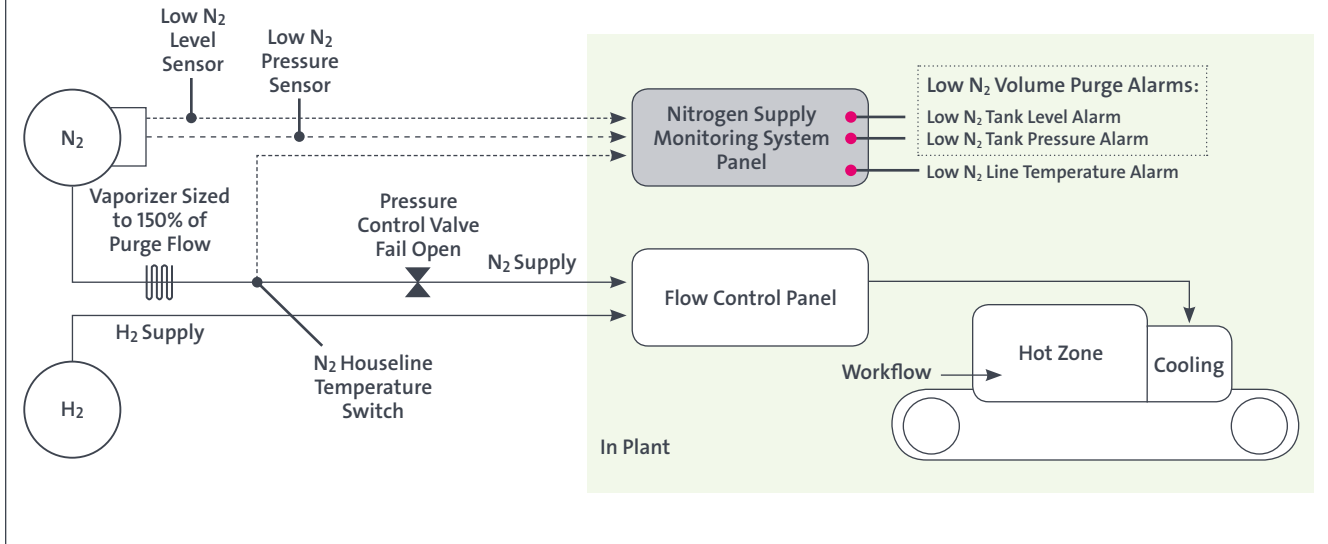 Low N₂
Level
Sensor
Low N₂
Pressure
Sensor
N₂
Nitrogen Supply
Monitoring System
Panel
Low N₂ Volume Purge Alarms:
Low N₂ Tank Level Alarm
Low N₂ Tank Pressure Alarm
Low N₂ Line Temperature Alarm
Vaporizer Sized
to 150% of
Purge Flow
Pressure
Control Valve
Fail Open
N₂ Supply
H₂ Supply
Flow Control Panel
N₂ Houseline
Temperature
Switch
H₂
Workflow
Hot Zone
Cooling
In Plant